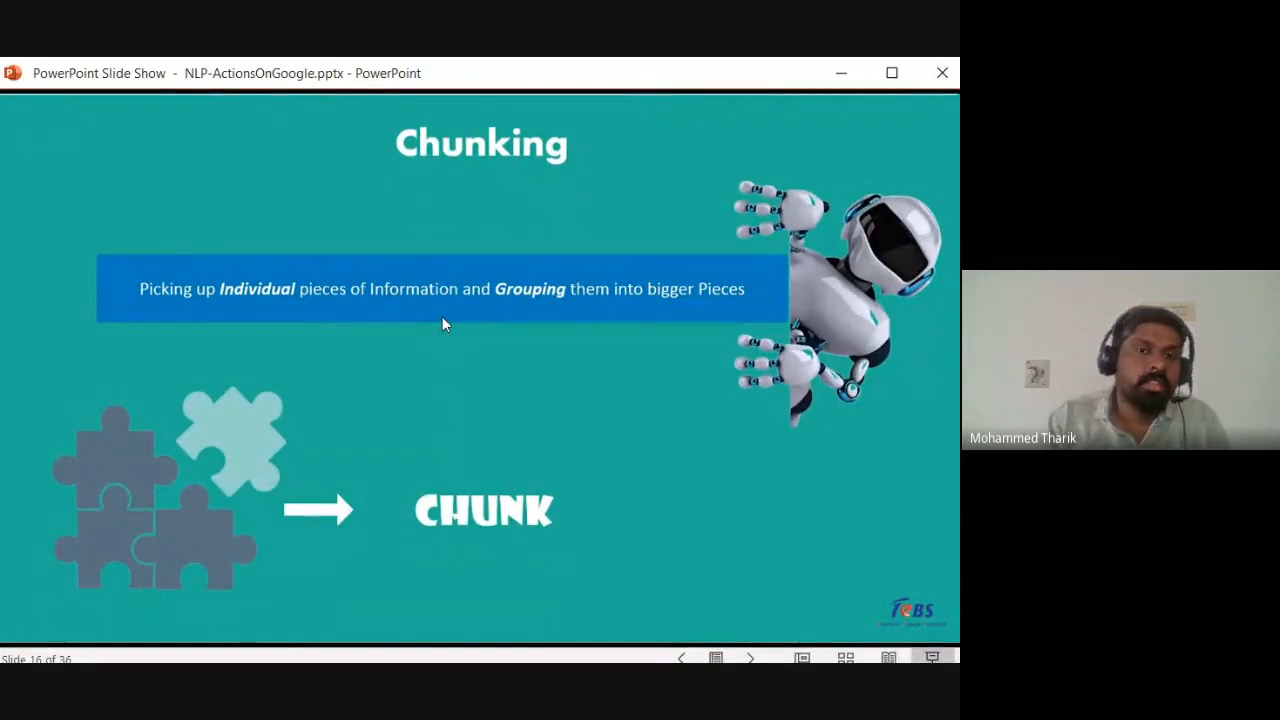 PowerPoint Slide Show - NLP-ActionsOnGoogle.pptx - PowerPoint
Chunking
Picking up Individual pieces of Information and Grouping them into bigger Pieces
CHUNK
TeBS
Slide 16 of 36
Mohammed Tharik